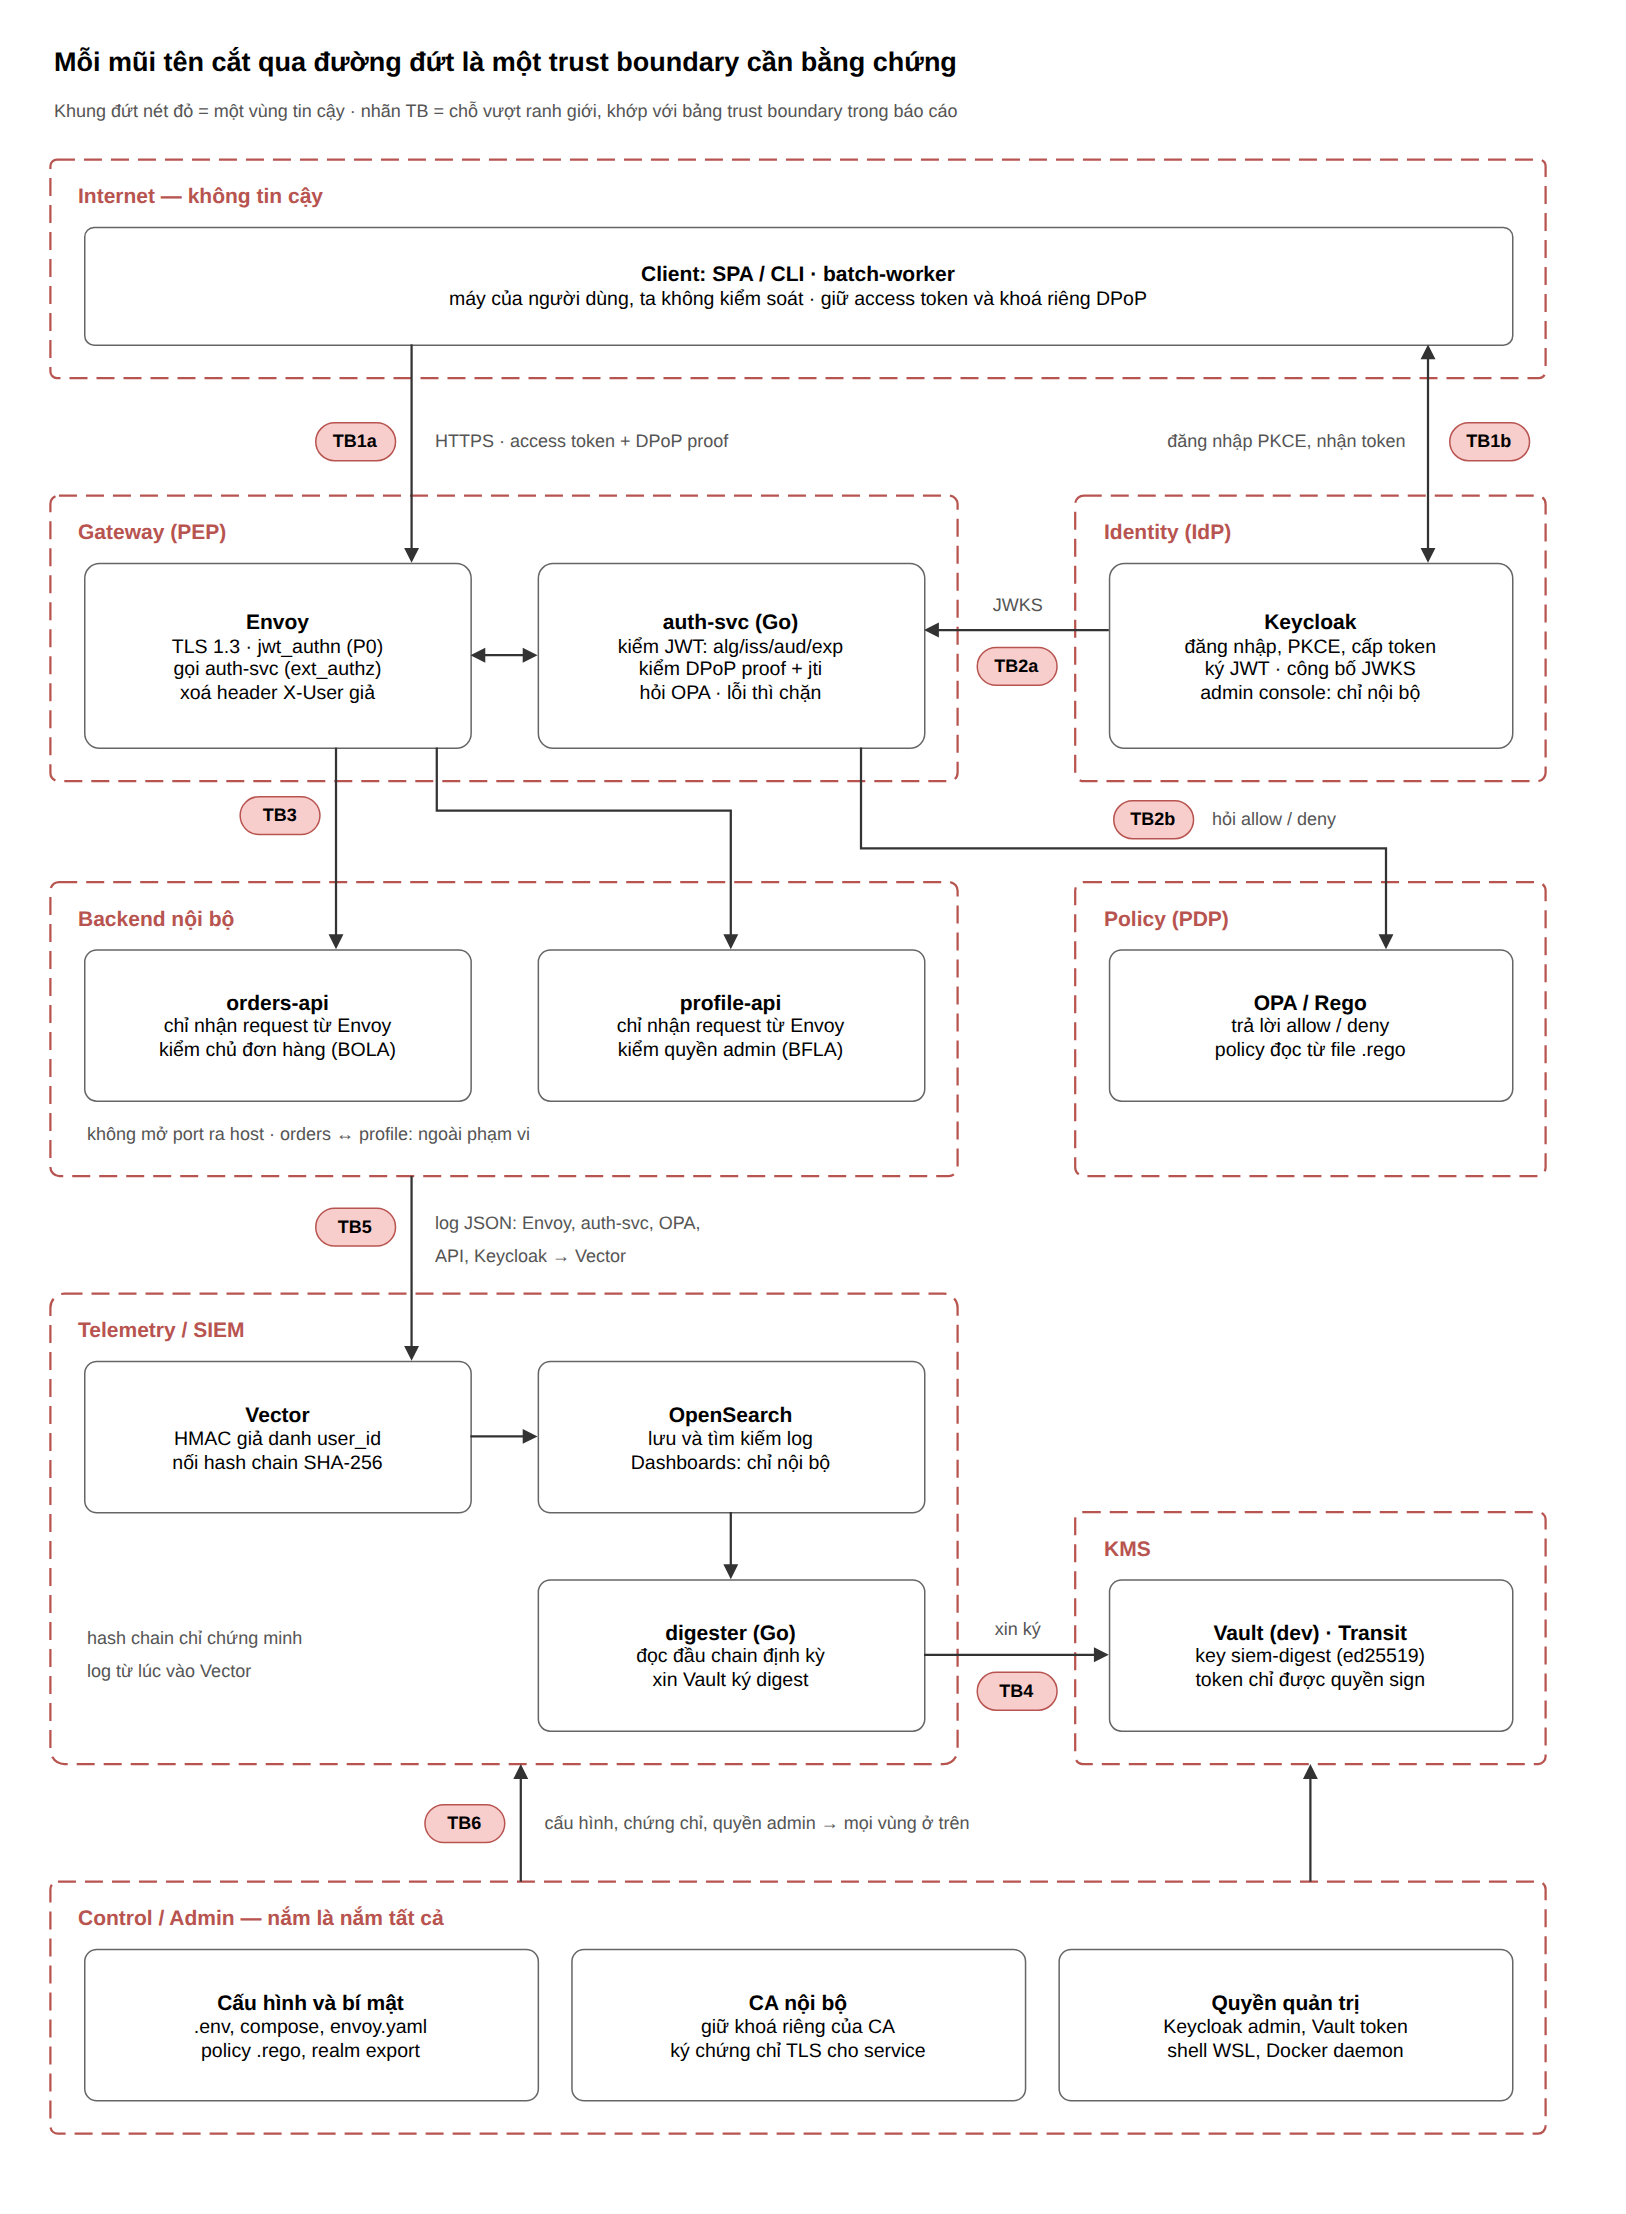 Mỗi mũi tên cắt qua đường đứt là một trust boundary cần bằng chứng
Khung đứt nét đỏ = một vùng tin cậy · nhãn TB = chỗ vượt ranh giới, khớp với bảng trust boundary trong báo cáo
Internet — không tin cậy
Client: SPA / CLI · batch-worker
máy của người dùng, ta không kiểm soát · giữ access token và khoá riêng DPoP
TB1a
HTTPS · access token + DPoP proof
đăng nhập PKCE, nhận token
TB1b
Gateway (PEP)
Envoy
TLS 1.3 · jwt_authn (P0)
gọi auth-svc (ext_authz)
xoá header X-User giả
auth-svc (Go)
kiểm JWT: alg/iss/aud/exp
kiểm DPoP proof + jti
hỏi OPA · lỗi thì chặn
JWKS
TB2a
Identity (IdP)
Keycloak
đăng nhập, PKCE, cấp token
ký JWT · công bố JWKS
admin console: chỉ nội bộ
TB3
TB2b
hỏi allow / deny
Backend nội bộ
orders-api
chỉ nhận request từ Envoy
kiểm chủ đơn hàng (BOLA)
profile-api
chỉ nhận request từ Envoy
kiểm quyền admin (BFLA)
không mở port ra host · orders ↔ profile: ngoài phạm vi
Policy (PDP)
OPA / Rego
trả lời allow / deny
policy đọc từ file .rego
TB5
log JSON: Envoy, auth-svc, OPA,
API, Keycloak → Vector
Telemetry / SIEM
Vector
HMAC giả danh user_id
nối hash chain SHA-256
OpenSearch
lưu và tìm kiếm log
Dashboards: chỉ nội bộ
hash chain chỉ chứng minh
log từ lúc vào Vector
digester (Go)
đọc đầu chain định kỳ
xin Vault ký digest
xin ký
TB4
KMS
Vault (dev) · Transit
key siem-digest (ed25519)
token chỉ được quyền sign
TB6
cấu hình, chứng chỉ, quyền admin → mọi vùng ở trên
Control / Admin — nắm là nắm tất cả
Cấu hình và bí mật
.env, compose, envoy.yaml
policy .rego, realm export
CA nội bộ
giữ khoá riêng của CA
ký chứng chỉ TLS cho service
Quyền quản trị
Keycloak admin, Vault token
shell WSL, Docker daemon